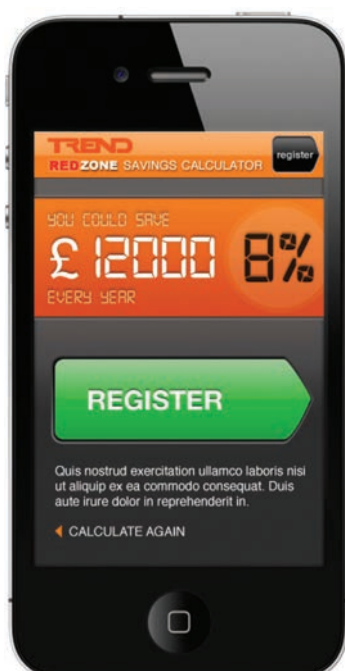 TREND
REDZONE SAVINGS CALCULATOR
register
YOU COULD SAVE
£12000
8%
EVERY YEAR
REGISTER
Quis nostrud exercitation ullamco laboris nisi
ut aliquip ex ea commodo consequat. Duis
aute irure dolor in reprehenderit in.
CALCULATE AGAIN